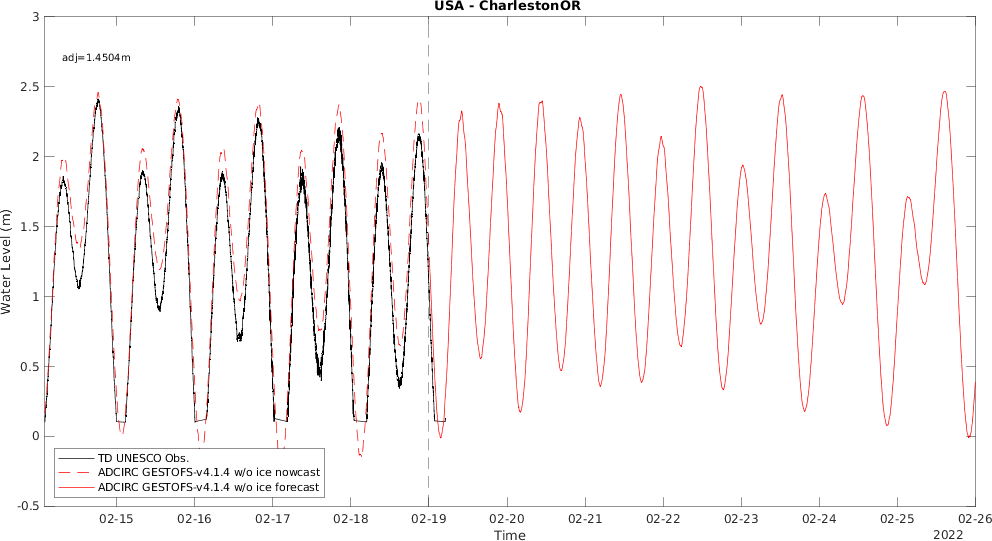 USA - CharlestonOR
adj=1.4504m
3
2.5
2
1.5
1
0.5
0
-0.5
Water Level (m)
TD UNESCO Obs.
ADCIRC GESTOFS-v4.1.4 w/o ice nowcast
ADCIRC GESTOFS-v4.1.4 w/o ice forecast
02-15 02-16 02-17 02-18 02-19 02-20 02-21 02-22 02-23 02-24 02-25 02-26
Time
2022